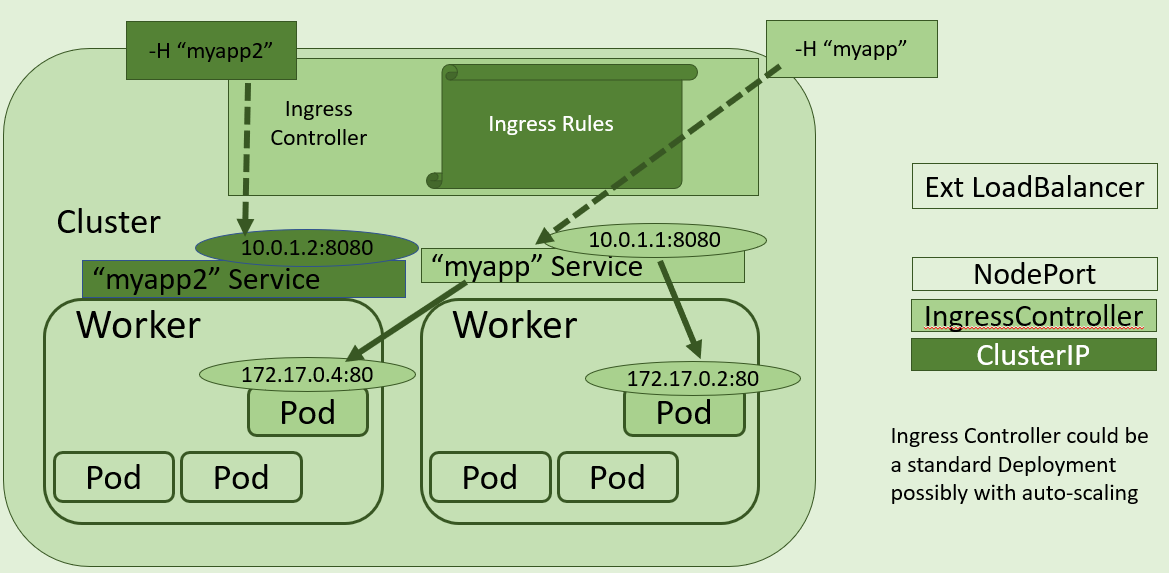 -H “myapp2”
-H “myapp”
Ingress
Controller
Ingress Rules
Ext LoadBalancer
Cluster
10.0.1.2:8080
10.0.1.1:8080
“myapp2” Service
“myapp” Service
NodePort
IngressController
ClusterIP
Worker
Worker
172.17.0.4:80
172.17.0.2:80
Pod
Pod
Pod
Pod
Pod
Pod
Ingress Controller could be
a standard Deployment
possibly with auto-scaling